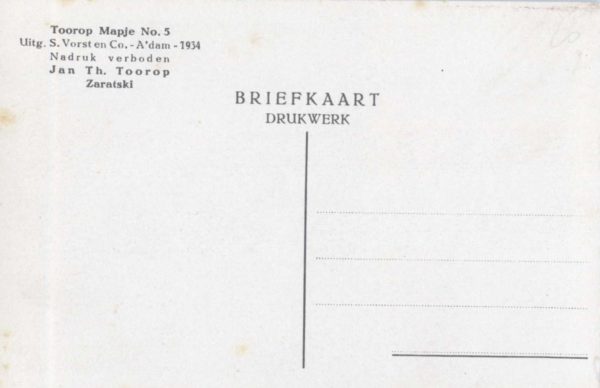 Toorop Mapje No. 5
Uitg. S. Vorst en Co. - A'dam - 1934
Nadruk verboden
Jan Th. Toorop
Zaratski
BRIEFKAART
DRUKWERK